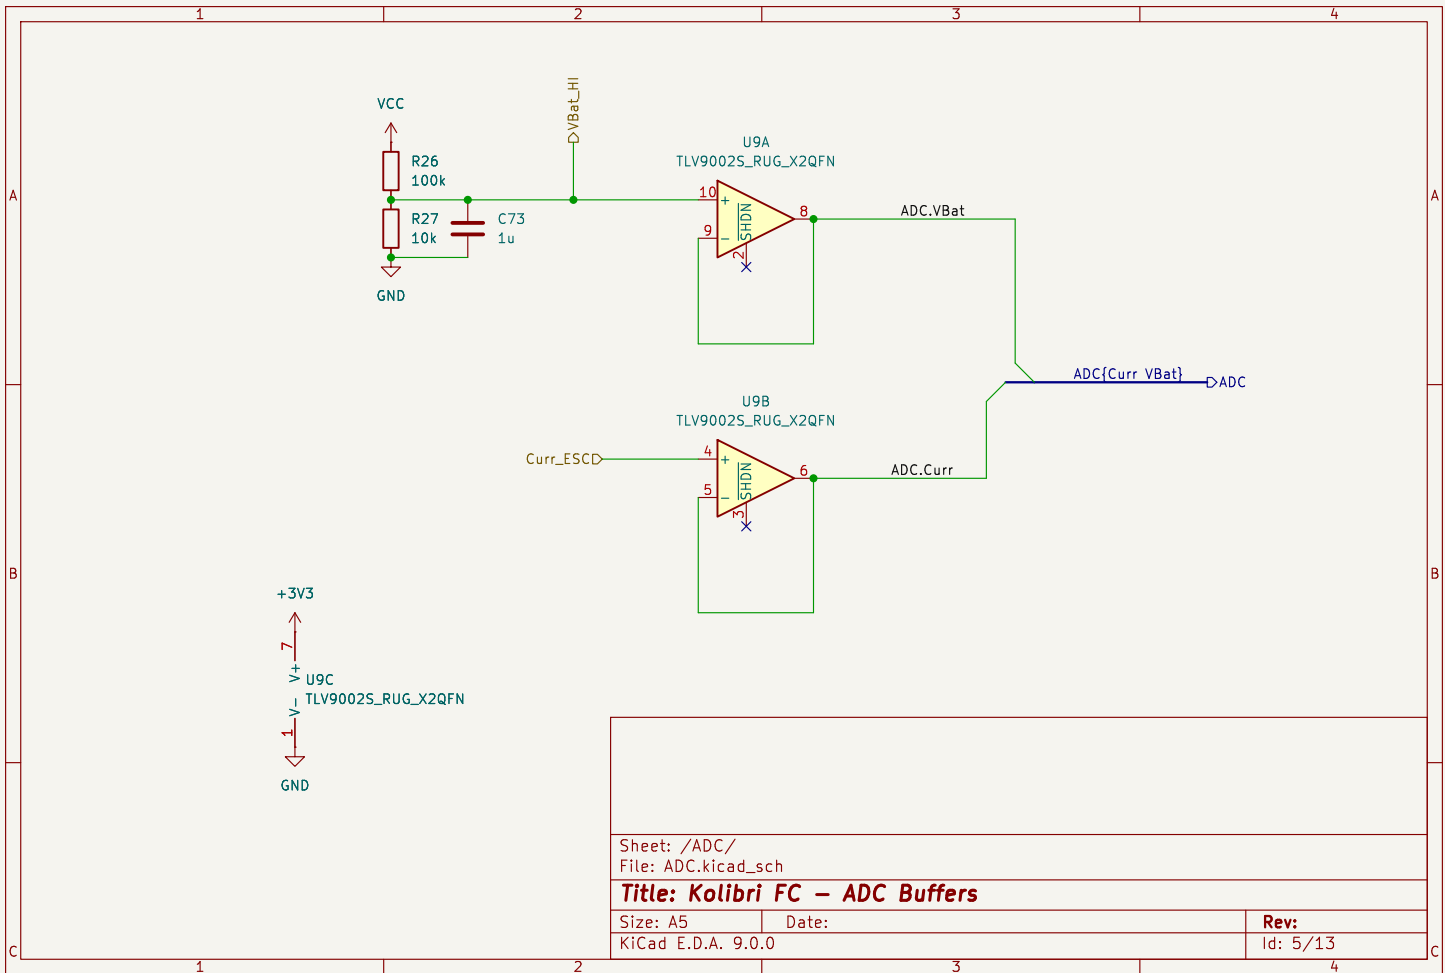 1
2
3
4
A
A
B
B
C
C
1
2
3
4
VCC
R26
100k
R27
10k
GND
C73
1u
VBat_HI
U9A
TLV9002S_RUG_X2QFN
10
+
9
-
8
SHDN
2
ADC.VBat
ADC{Curr VBat}
ADC
U9B
TLV9002S_RUG_X2QFN
Curr_ESC
4
+
5
-
6
SHDN
3
ADC.Curr
+3V3
7
V+
U9C
TLV9002S_RUG_X2QFN
V-
1
GND
Sheet: /ADC/
File: ADC.kicad_sch
Title: Kolibri FC – ADC Buffers
Size: A5
Date:
Rev:
KiCad E.D.A. 9.0.0
Id: 5/13